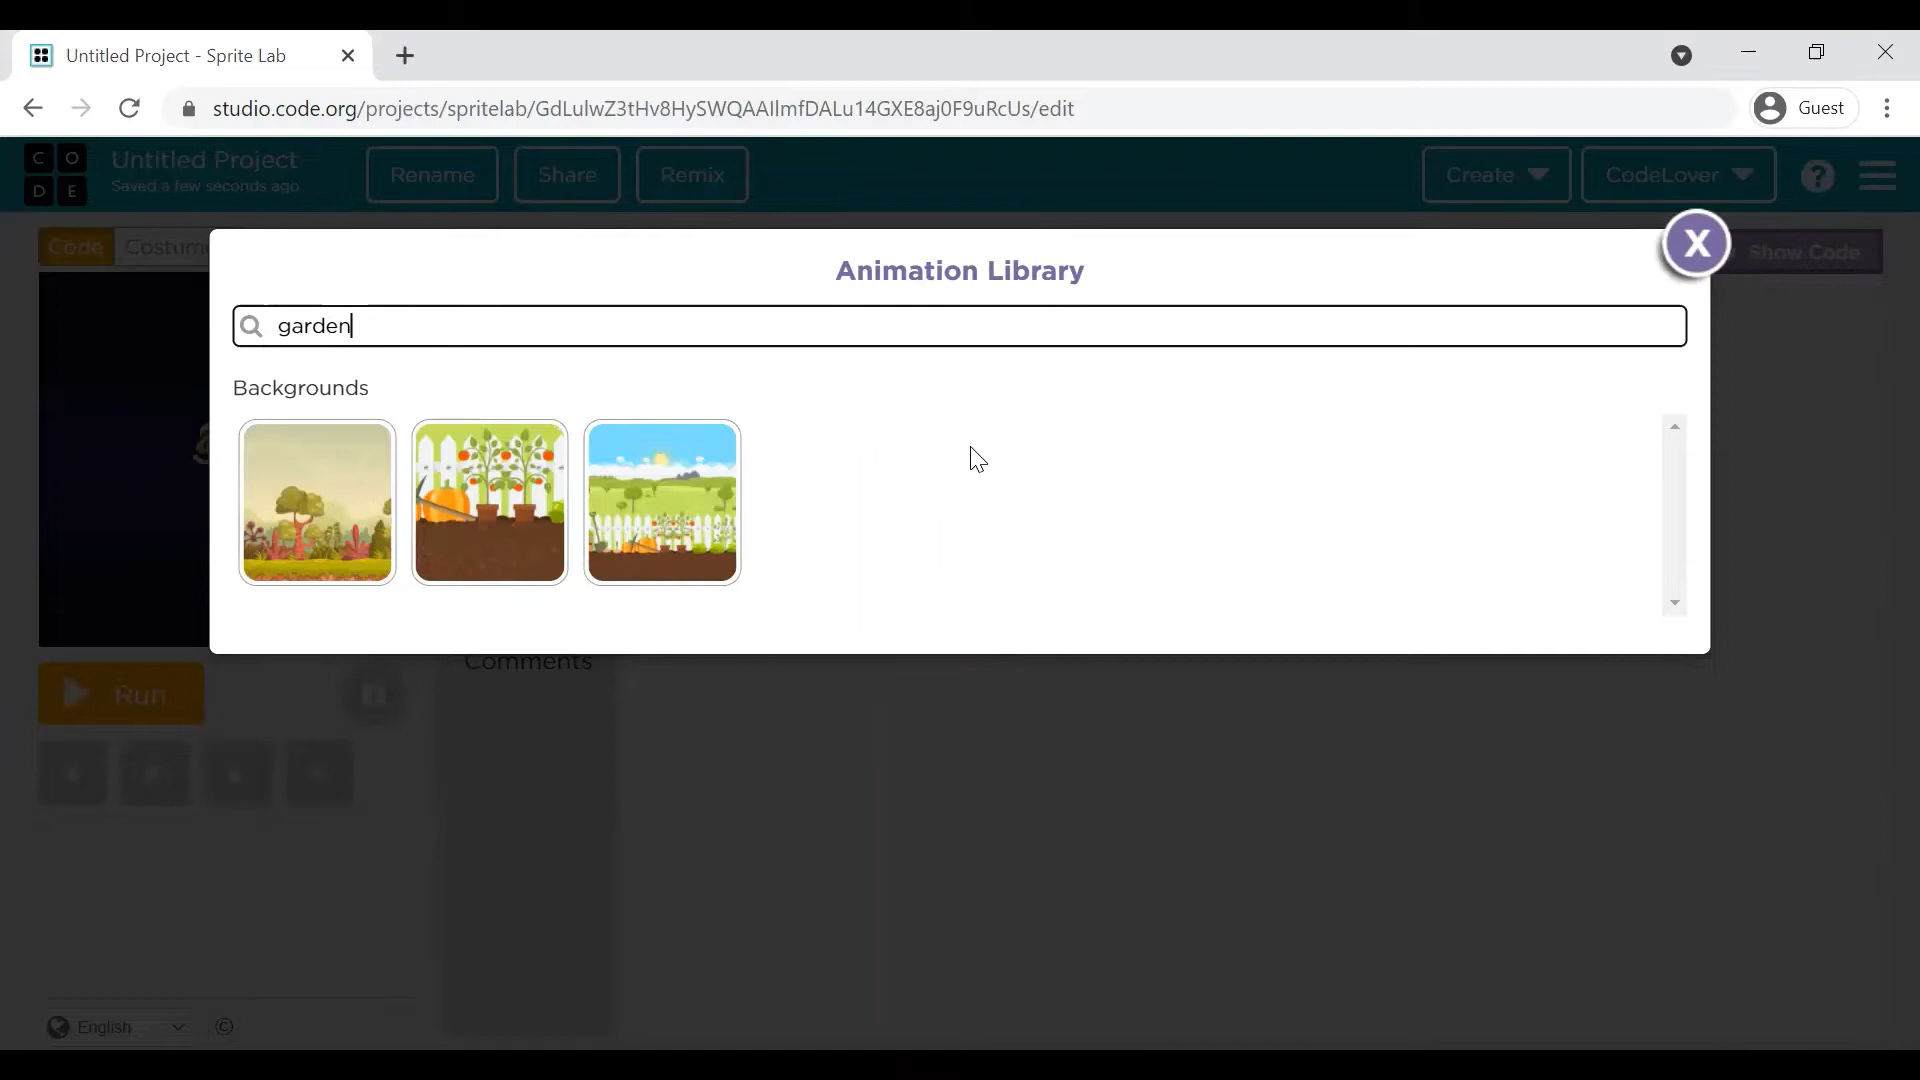 Untitled Project - Sprite Lab
studio.code.org/projects/spritelab/GdLulwZ3tHv8HySWQAAIlmfDALu14GXE8aj0F9uRcUs/edit
Guest
C O
D E
Untitled Project
Saved a few seconds ago
Rename
Share
Remix
Create
CodeLover
?
Code
Costum
Show Code
X
Animation Library
garden
Backgrounds
Comments
Run
English
©